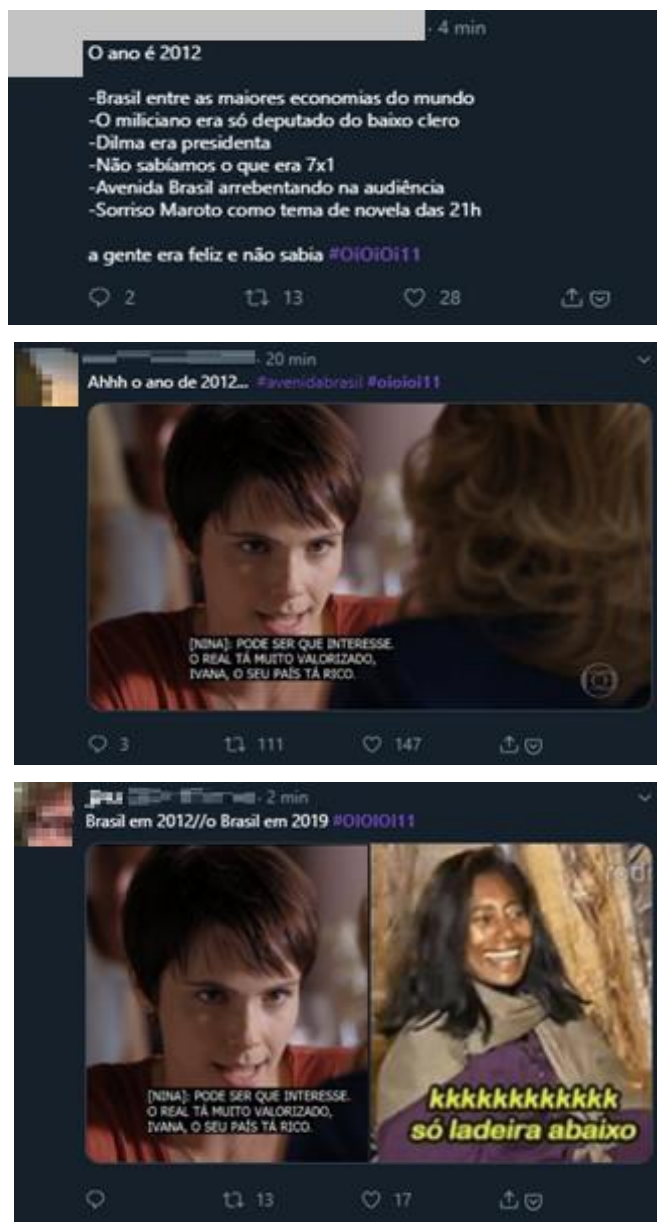 · 4 min
O ano é 2012
-Brasil entre as maiores economias do mundo
-O miliciano era só deputado do baixo clero
-Dilma era presidenta
-Não sabíamos o que era 7x1
-Avenida Brasil arrebentando na audiência
-Sorriso Maroto como tema de novela das 21h
a gente era feliz e não sabia #OiOiOi11
2 13 28
· 20 min
Ahhh o ano de 2012... #avenidabrasil #oioioi11
[NINA]: PODE SER QUE INTERESSE.
O REAL TÁ MUITO VALORIZADO,
IVANA, O SEU PAÍS TÁ RICO.
3 111 147
· 2 min
Brasil em 2012//o Brasil em 2019 #OIOIOI11
[NINA]: PODE SER QUE INTERESSE.
O REAL TÁ MUITO VALORIZADO,
IVANA, O SEU PAÍS TÁ RICO.
kkkkkkkkkkkk
só ladeira abaixo
13 17